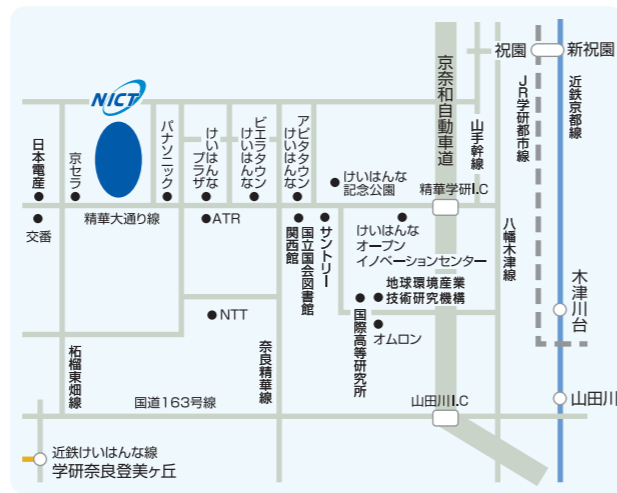 祝園
新祝園
京奈和自動車道
山手幹線
JR学研都市線
近鉄京都線
NICT
日本電産
京セラ
パナソニック
けいはんな
プラザ
ビエラタウン
けいはんな
アピタタウン
けいはんな
けいはんな
記念公園
精華学研I.C
交番
精華大通り線
ATR
国立国会図書館
関西館
サントリー
けいはんな
オープン
イノベーションセンター
八幡木津線
地球環境産業
技術研究機構
木津川台
NTT
国際高等研究所
オムロン
柘榴東畑線
奈良精華線
国道163号線
山田川I.C
山田川
近鉄けいはんな線
学研奈良登美ヶ丘